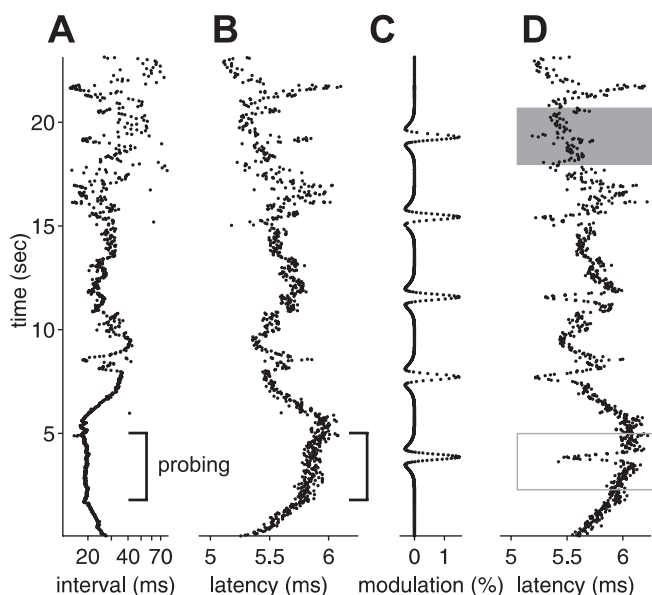 A B C D
20
15
10
5
time (sec)
probing
20 40 70 5 5.5 6 0 1 5 5.5 6
interval (ms) latency (ms) modulation (%) latency (ms)